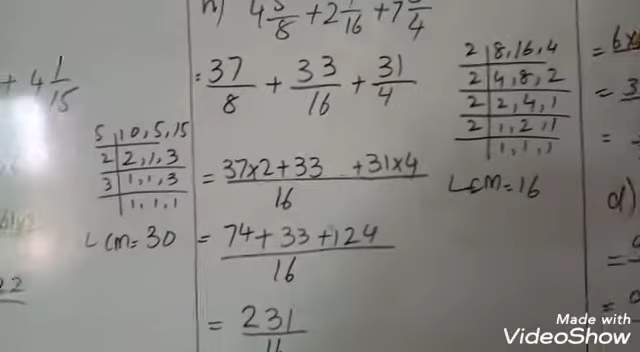 h) 4 5/8 + 2 1/16 + 7 3/4
= 37/8 + 33/16 + 31/4
= 37×2+33 +31×4 / 16
= 74+33+124 / 16
= 231
+ 4 1/15
5 | 10, 5, 15
2 | 2, 1, 3
3 | 1, 1, 3
| 1, 1, 1
LCM= 30
2 | 8, 16, 4
2 | 4, 8, 2
2 | 2, 4, 1
2 | 1, 2, 1
| 1, 1, 1
LCM=16
= 6×
= 3
=
d)
=
=
Made with
VideoShow